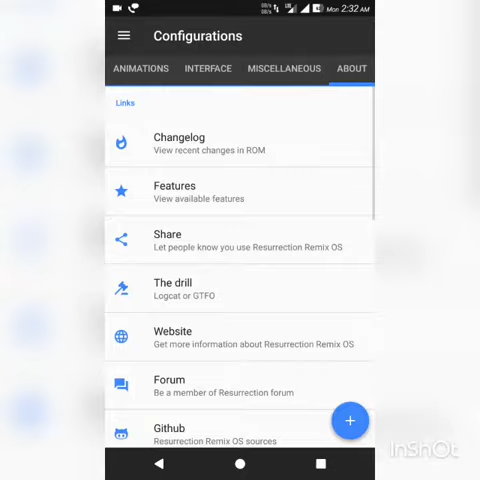 Mon 2:32 AM
Configurations
ANIMATIONS INTERFACE MISCELLANEOUS ABOUT
Links
Changelog
View recent changes in ROM
Features
View available features
Share
Let people know you use Resurrection Remix OS
The drill
Logcat or GTFO
Website
Get more information about Resurrection Remix OS
Forum
Be a member of Resurrection forum
Github
Resurrection Remix OS sources
InShOt